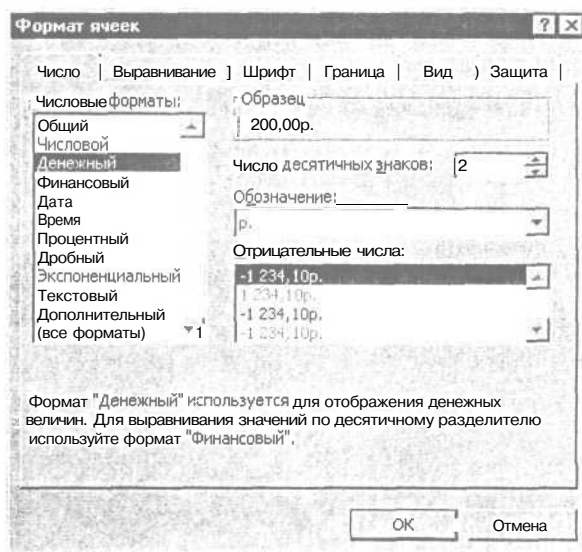 Формат ячеек
Число | Выравнивание ] Шрифт | Граница | Вид ) Защита |
Числовые форматы:
Общий
Числовой
Денежный
Финансовый
Дата
Время
Процентный
Дробный
Экспоненциальный
Текстовый
Дополнительный
(все форматы)
Образец
200,00р.
Число десятичных знаков: 2
Обозначение:
р.
Отрицательные числа:
-1 234,10р.
1 234,10р.
-1 234,10р.
-1 234,10р.
Формат "Денежный" используется для отображения денежных
величин. Для выравнивания значений по десятичному разделителю
используйте формат "Финансовый".
ОК Отмена